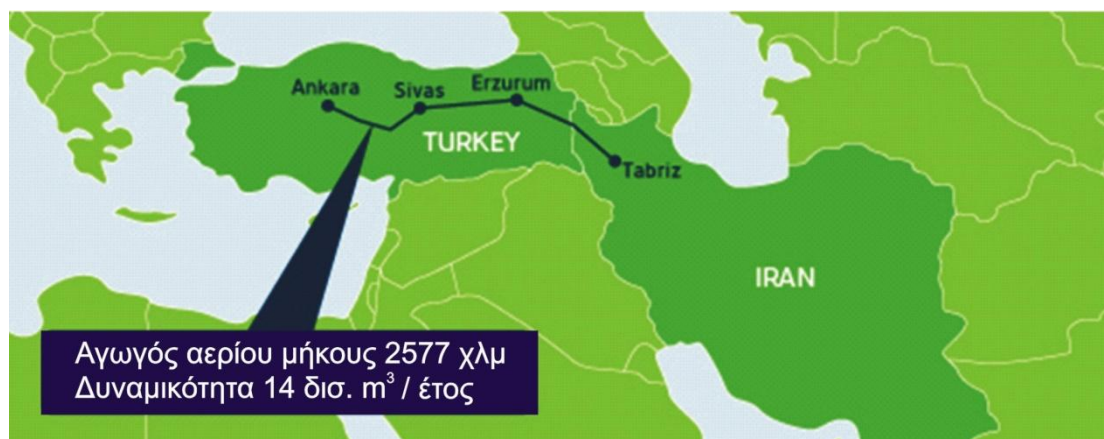 Ankara
Sivas
Erzurum
TURKEY
Tabriz
IRAN
Αγωγός αερίου μήκους 2577 χλμ
Δυναμικότητα 14 δισ. m³ / έτος